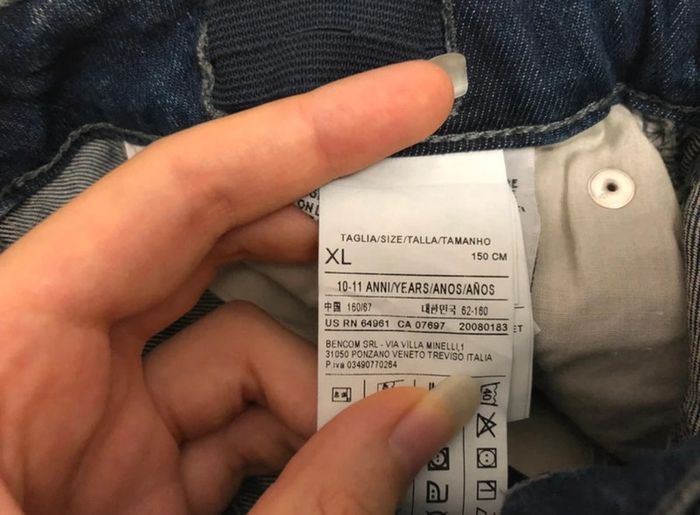 TAGLIA/SIZE/TALLA/TAMANHO
XL 150 CM
10-11 ANNI/YEARS/ANOS/AÑOS
中国 160/67 대한민국 62-160
US RN 64961 CA 07697 20080183
BENCOM SRL - VIA VILLA MINELLI,1
31050 PONZANO VENETO TREVISO ITALIA
P.iva 03490770264
40